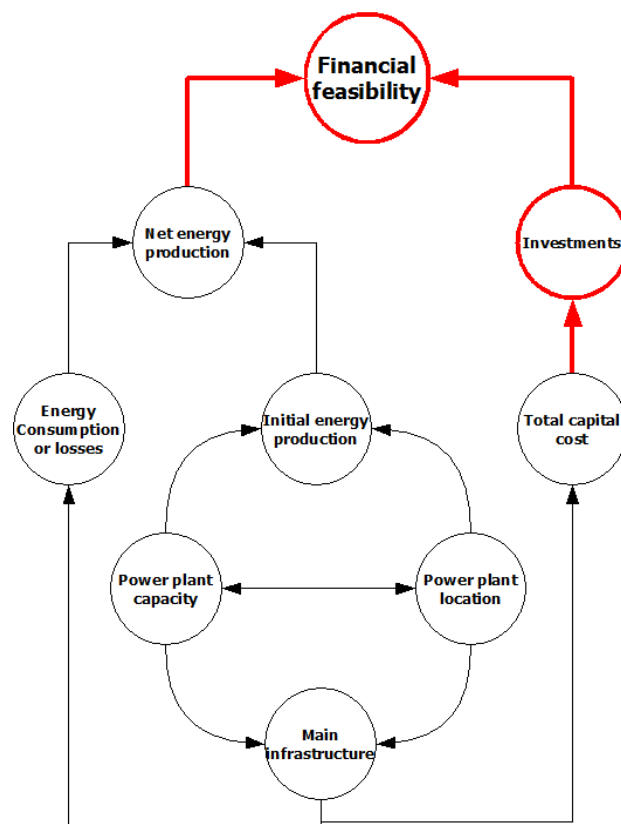 Financial
feasibility
Net energy
production
Investments
Energy
Consumption
or losses
Initial energy
production
Total capital
cost
Power plant
capacity
Power plant
location
Main
infrastructure